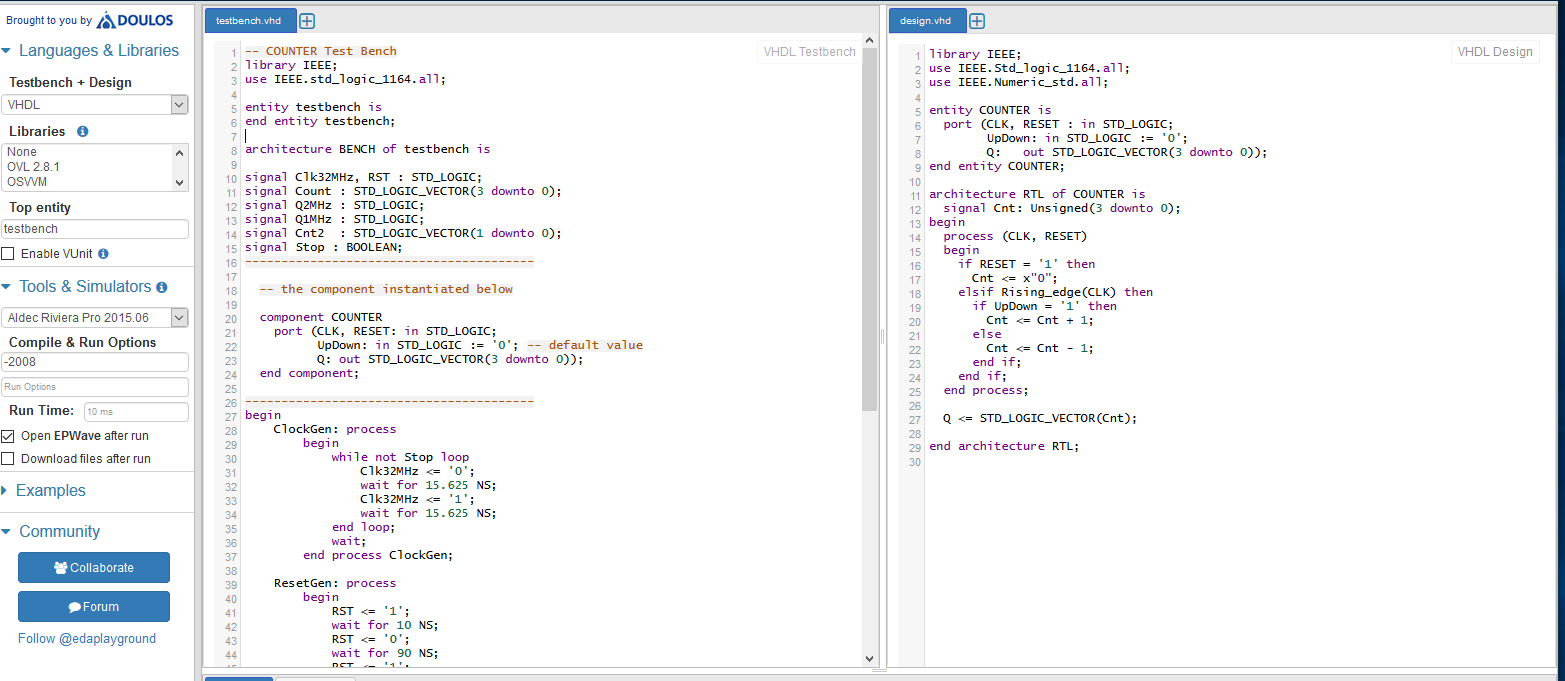 Brought to you by DOULOS
Languages & Libraries
Testbench + Design
VHDL
Libraries
None
OVL 2.8.1
OSVVM
Top entity
testbench
Enable VUnit
Tools & Simulators
Aldec Riviera Pro 2015.06
Compile & Run Options
-2008
Run Options
Run Time: 10 ms
Open EPWave after run
Download files after run
Examples
Community
Collaborate
Forum
Follow @edaplayground
testbench.vhd
VHDL Testbench
1 -- COUNTER Test Bench
2 library IEEE;
3 use IEEE.std_logic_1164.all;
4
5 entity testbench is
6 end entity testbench;
7
8 architecture BENCH of testbench is
9
10 signal Clk32MHz, RST : STD_LOGIC;
11 signal Count : STD_LOGIC_VECTOR(3 downto 0);
12 signal Q2MHz : STD_LOGIC;
13 signal Q1MHz : STD_LOGIC;
14 signal Cnt2  : STD_LOGIC_VECTOR(1 downto 0);
15 signal Stop : BOOLEAN;
16 ----------------------------------------
17
18   -- the component instantiated below
19
20   component COUNTER
21     port (CLK, RESET: in STD_LOGIC;
22           UpDown: in STD_LOGIC := '0'; -- default value
23           Q: out STD_LOGIC_VECTOR(3 downto 0));
24   end component;
25
26 ----------------------------------------
27 begin
28     ClockGen: process
29         begin
30             while not Stop loop
31                 Clk32MHz <= '0';
32                 wait for 15.625 NS;
33                 Clk32MHz <= '1';
34                 wait for 15.625 NS;
35             end loop;
36             wait;
37         end process ClockGen;
38
39     ResetGen: process
40         begin
41             RST <= '1';
42             wait for 10 NS;
43             RST <= '0';
44             wait for 90 NS;
45             RST <= '1';
design.vhd
VHDL Design
1 library IEEE;
2 use IEEE.Std_logic_1164.all;
3 use IEEE.Numeric_std.all;
4
5 entity COUNTER is
6   port (CLK, RESET : in STD_LOGIC;
7         UpDown: in STD_LOGIC := '0';
8         Q:   out STD_LOGIC_VECTOR(3 downto 0));
9 end entity COUNTER;
10
11 architecture RTL of COUNTER is
12   signal Cnt: Unsigned(3 downto 0);
13 begin
14   process (CLK, RESET)
15   begin
16     if RESET = '1' then
17       Cnt <= x"0";
18     elsif Rising_edge(CLK) then
19       if UpDown = '1' then
20         Cnt <= Cnt + 1;
21       else
22         Cnt <= Cnt - 1;
23       end if;
24     end if;
25   end process;
26
27   Q <= STD_LOGIC_VECTOR(Cnt);
28
29 end architecture RTL;
30